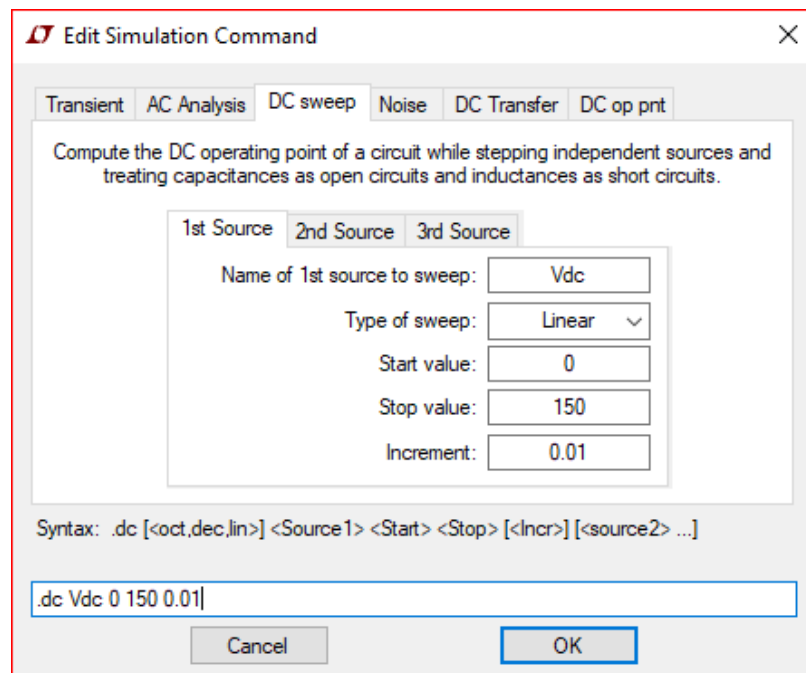 Edit Simulation Command
Transient AC Analysis DC sweep Noise DC Transfer DC op pnt
Compute the DC operating point of a circuit while stepping independent sources and
treating capacitances as open circuits and inductances as short circuits.
1st Source 2nd Source 3rd Source
Name of 1st source to sweep: Vdc
Type of sweep: Linear
Start value: 0
Stop value: 150
Increment: 0.01
Syntax: .dc [<oct,dec,lin>] <Source1> <Start> <Stop> [<Incr>] [<source2> ...]
.dc Vdc 0 150 0.01
Cancel OK